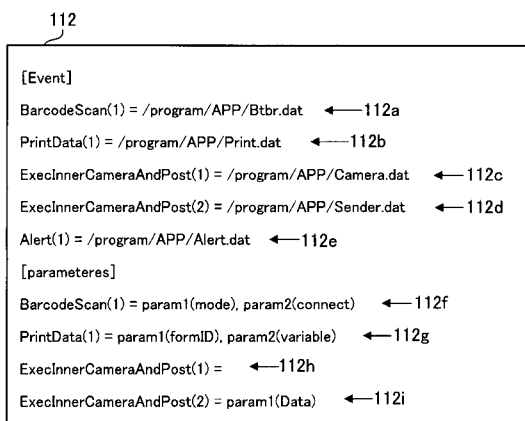 112
[Event]
BarcodeScan(1) = /program/APP/Btbr.dat 112a
PrintData(1) = /program/APP/Print.dat 112b
ExecInnerCameraAndPost(1) = /program/APP/Camera.dat 112c
ExecInnerCameraAndPost(2) = /program/APP/Sender.dat 112d
Alert(1) = /program/APP/Alert.dat 112e
[parameteres]
BarcodeScan(1) = param1(mode), param2(connect) 112f
PrintData(1) = param1(formID), param2(variable) 112g
ExecInnerCameraAndPost(1) = 112h
ExecInnerCameraAndPost(2) = param1(Data) 112i